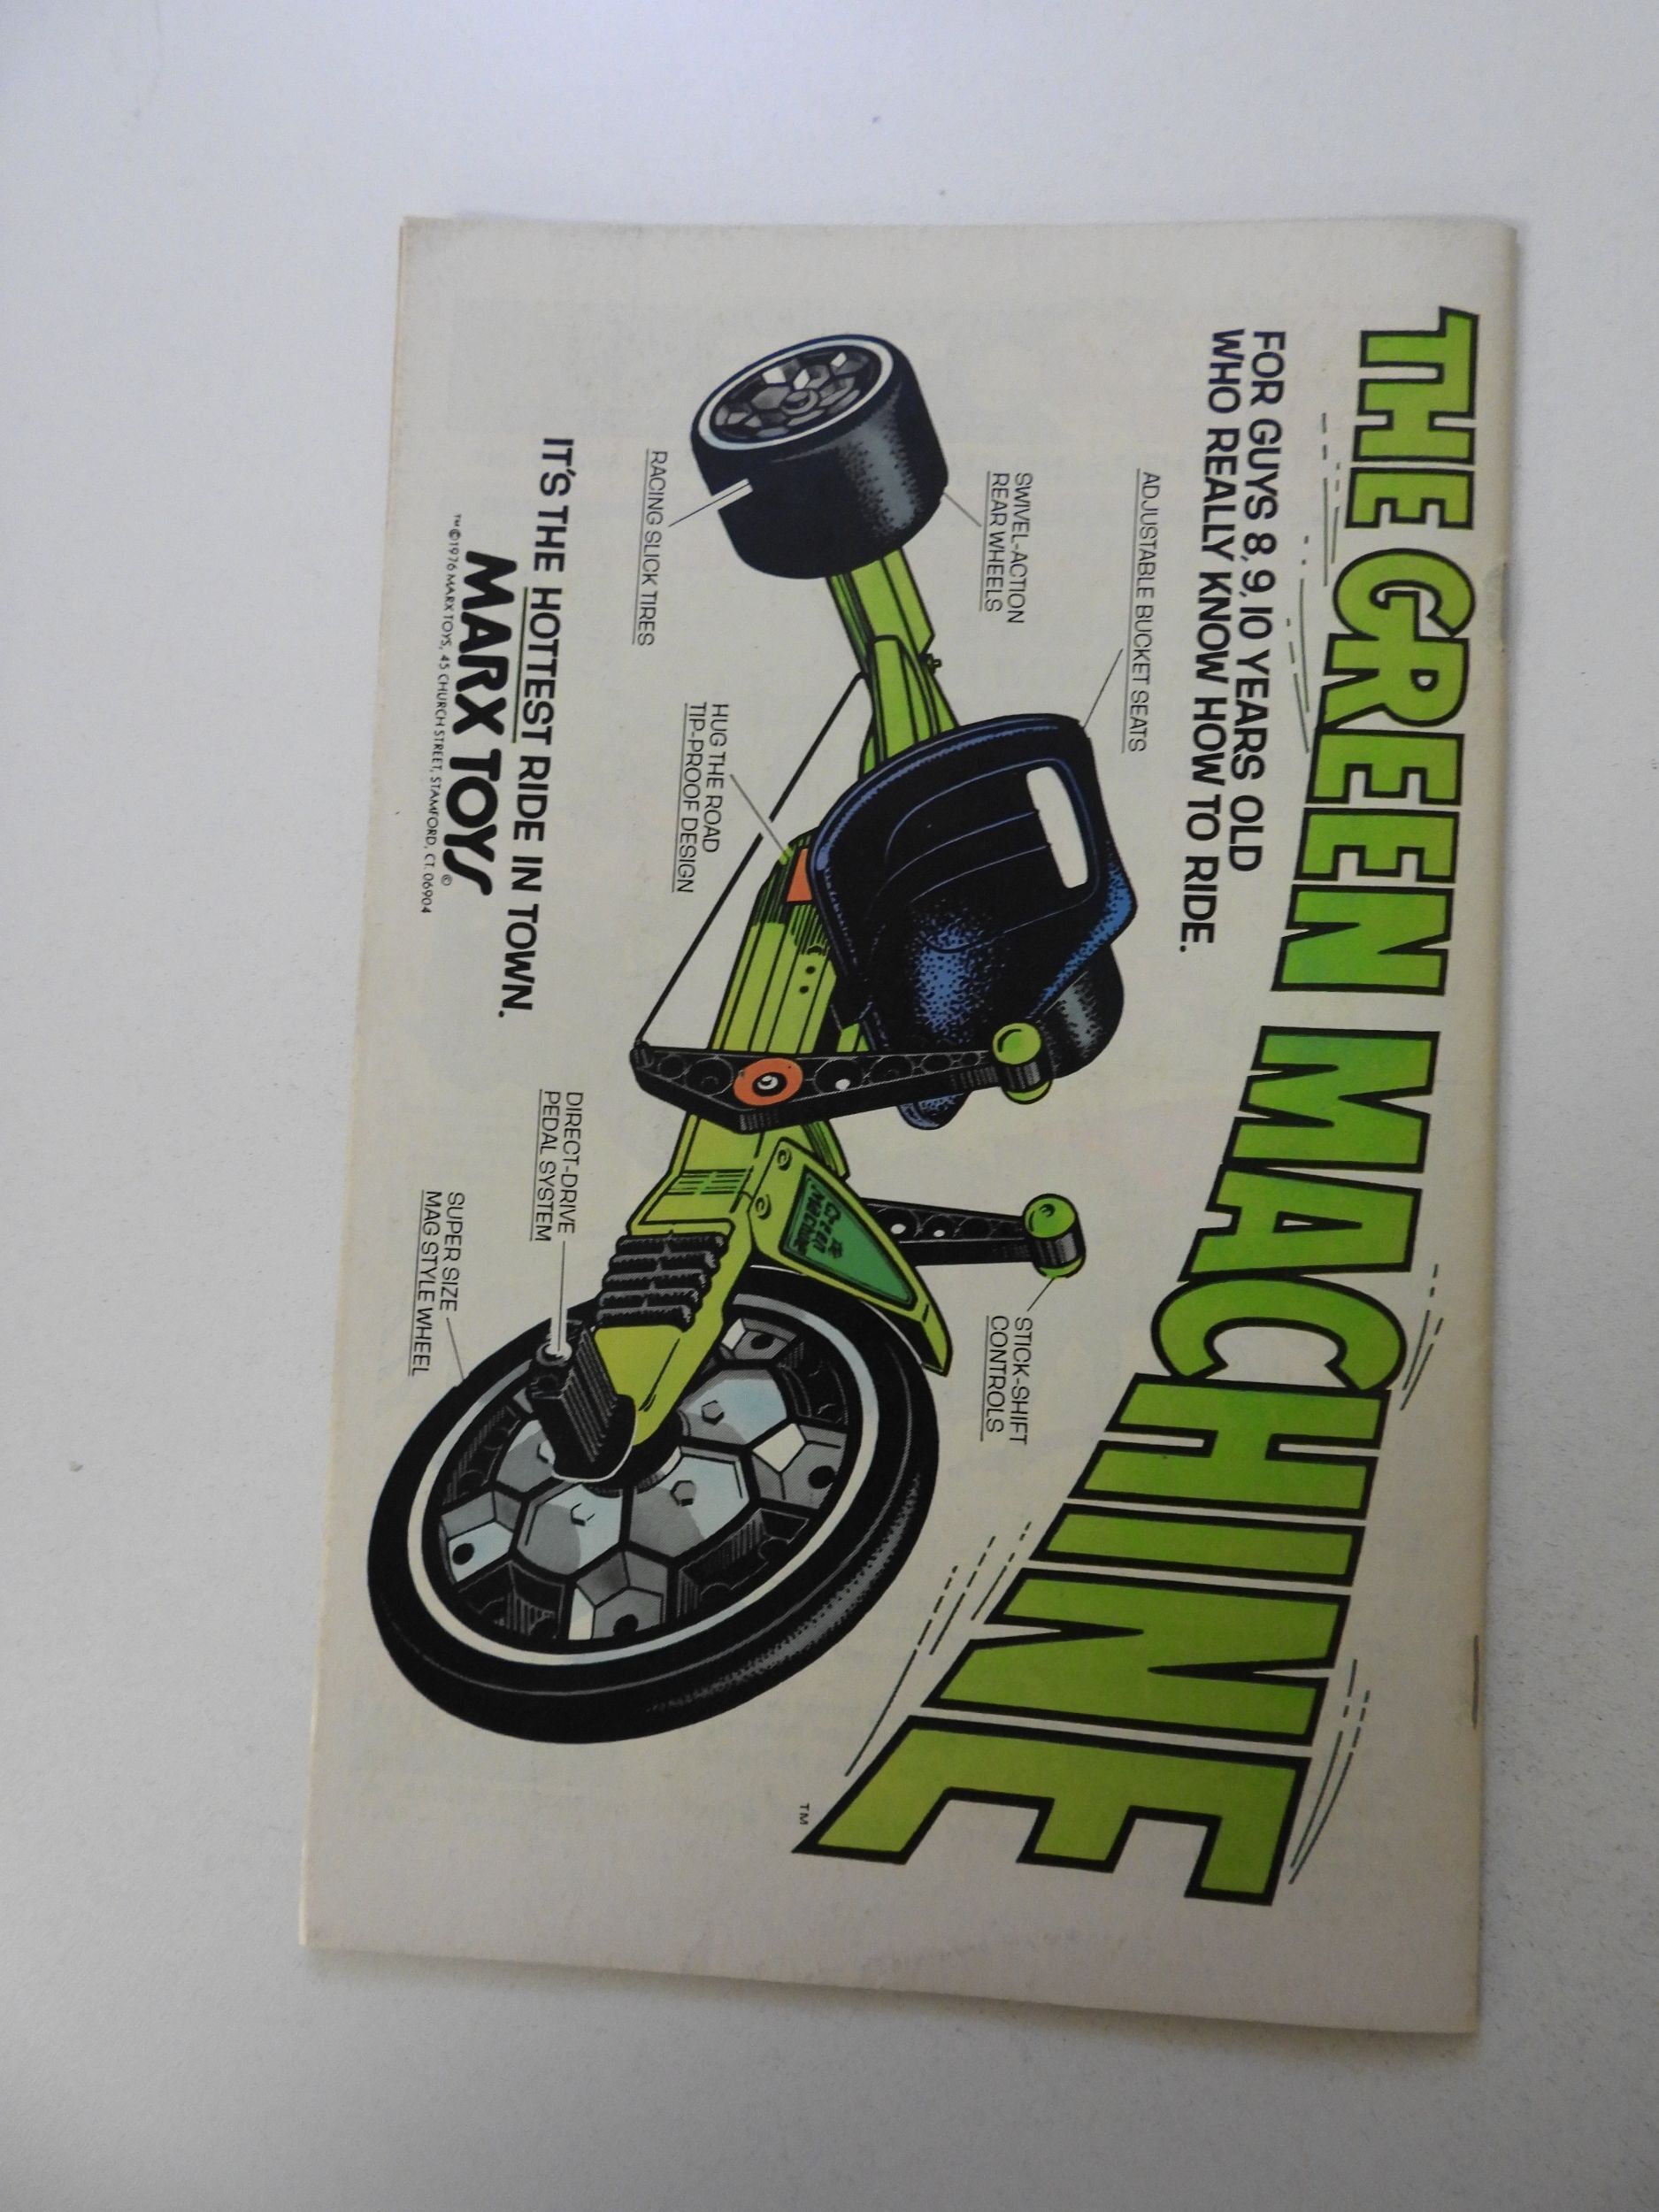 THE GREEN MACHINE
TM
FOR GUYS 8, 9, 10 YEARS OLD
WHO REALLY KNOW HOW TO RIDE.
ADJUSTABLE BUCKET SEATS
SWIVEL-ACTION
REAR WHEELS
STICK-SHIFT
CONTROLS
RACING SLICK TIRES
HUG THE ROAD
TIP-PROOF DESIGN
The
Green
Machine
DIRECT-DRIVE
PEDAL SYSTEM
SUPER SIZE
MAG STYLE WHEEL
IT'S THE HOTTEST RIDE IN TOWN.
MARX TOYS©
™©1976 MARX TOYS, 45 CHURCH STREET, STAMFORD, CT. 06904